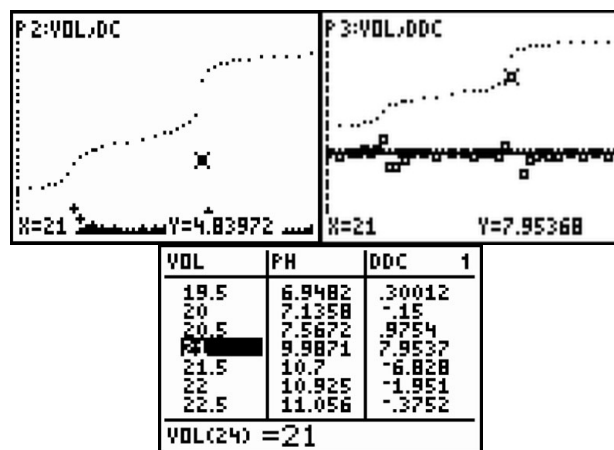 P2:VOL,DC
X=21 Y=4.83972
P3:VOL,DDC
X=21 Y=7.95368
VOL PH DDC 1
19.5 6.9482 .30012
20 7.1358 -.15
20.5 7.5672 .9754
9.9871 7.9537
21.5 10.7 -6.828
22 10.925 -1.951
22.5 11.056 -.3752
VOL(24) =21